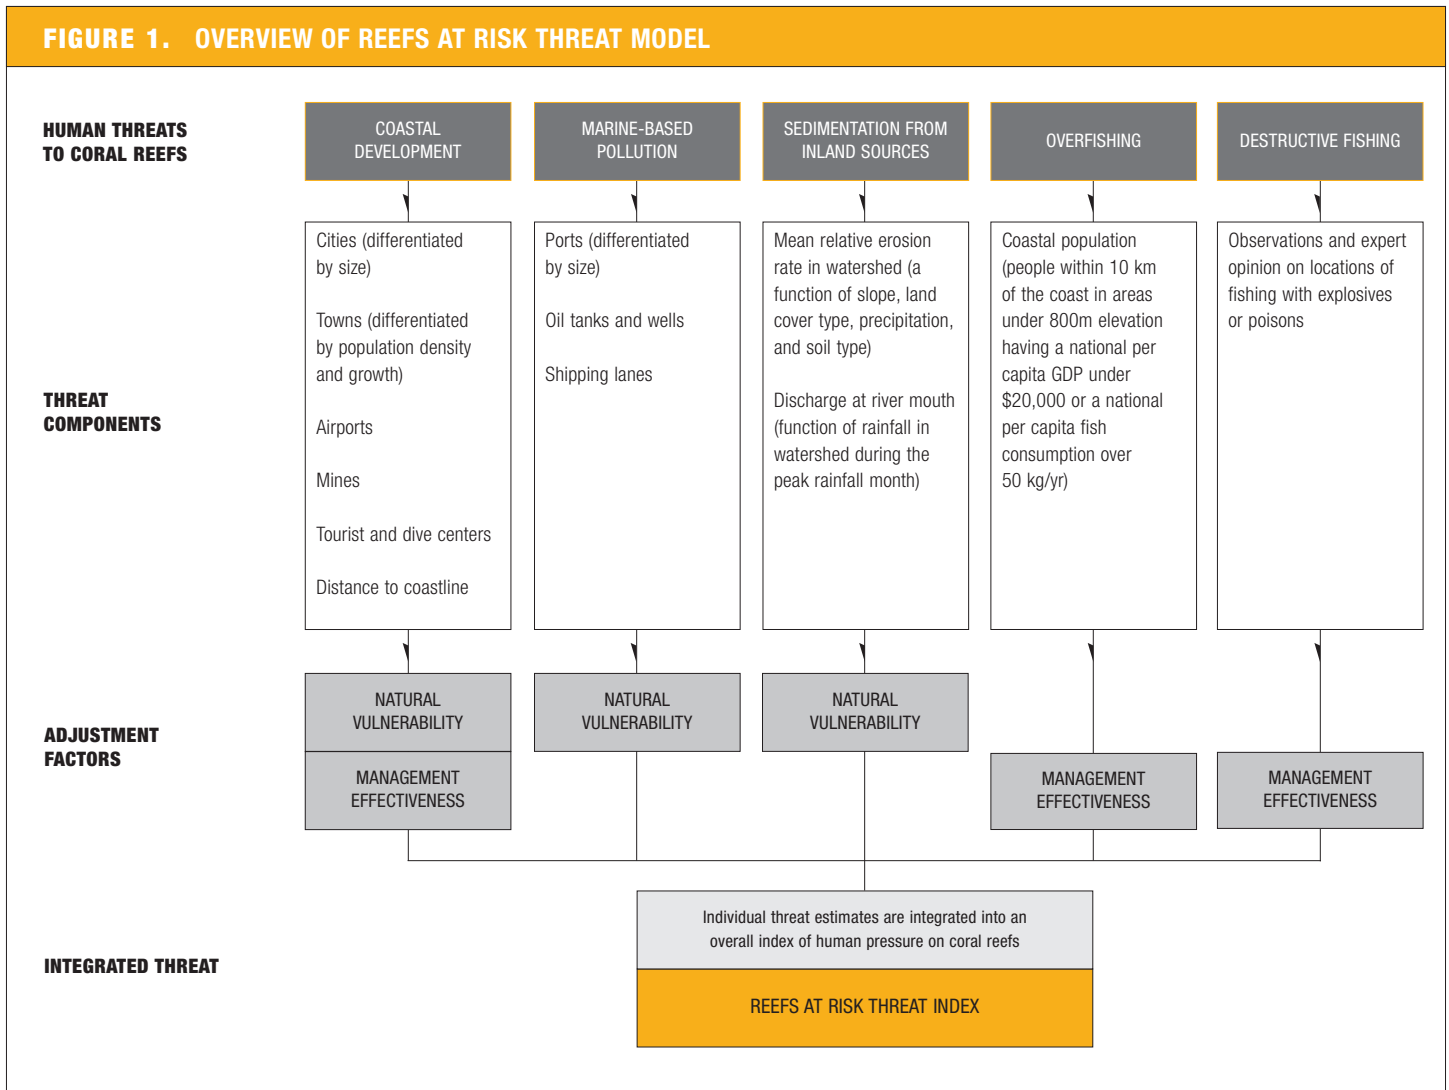 FIGURE 1. OVERVIEW OF REEFS AT RISK THREAT MODEL
HUMAN THREATS
TO CORAL REEFS
COASTAL
DEVELOPMENT
MARINE-BASED
POLLUTION
SEDIMENTATION FROM
INLAND SOURCES
OVERFISHING
DESTRUCTIVE FISHING
THREAT
COMPONENTS
Cities (differentiated
by size)
Towns (differentiated
by population density
and growth)
Airports
Mines
Tourist and dive centers
Distance to coastline
Ports (differentiated
by size)
Oil tanks and wells
Shipping lanes
Mean relative erosion
rate in watershed (a
function of slope, land
cover type, precipitation,
and soil type)
Discharge at river mouth
(function of rainfall in
watershed during the
peak rainfall month)
Coastal population
(people within 10 km
of the coast in areas
under 800m elevation
having a national per
capita GDP under
$20,000 or a national
per capita fish
consumption over
50 kg/yr)
Observations and expert
opinion on locations of
fishing with explosives
or poisons
ADJUSTMENT
FACTORS
NATURAL
VULNERABILITY
MANAGEMENT
EFFECTIVENESS
NATURAL
VULNERABILITY
NATURAL
VULNERABILITY
MANAGEMENT
EFFECTIVENESS
MANAGEMENT
EFFECTIVENESS
INTEGRATED THREAT
Individual threat estimates are integrated into an
overall index of human pressure on coral reefs
REEFS AT RISK THREAT INDEX